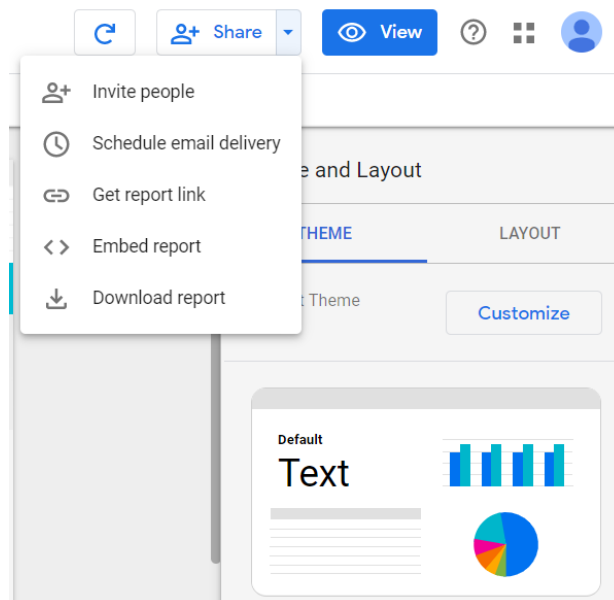 Share
View
Invite people
Schedule email delivery
Get report link
Embed report
Download report
and Layout
THEME
LAYOUT
Theme
Customize
Default
Text